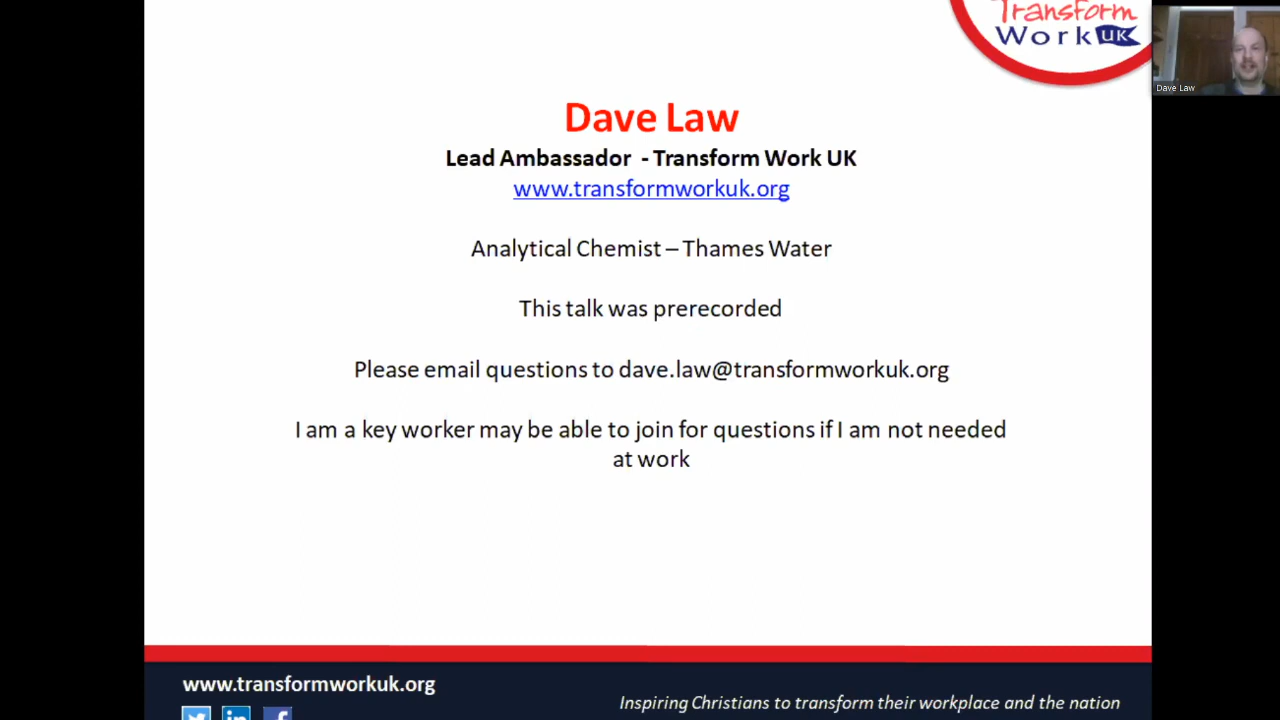 Transform
Work UK
Dave Law
Dave Law
Lead Ambassador - Transform Work UK
www.transformworkuk.org
Analytical Chemist – Thames Water
This talk was prerecorded
Please email questions to dave.law@transformworkuk.org
I am a key worker may be able to join for questions if I am not needed
at work
www.transformworkuk.org
Inspiring Christians to transform their workplace and the nation
in
f